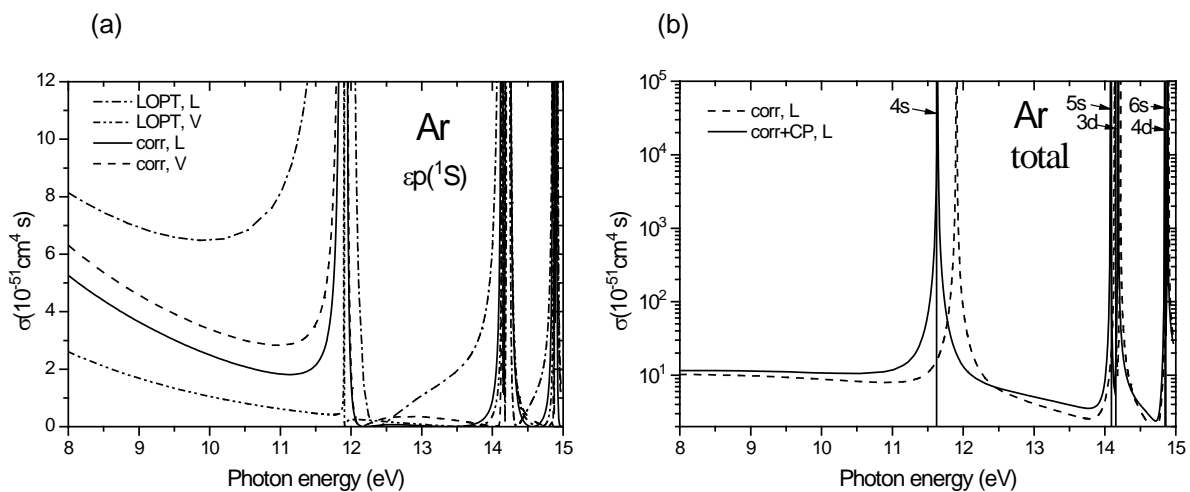 (a)
12
10
8
6
4
2
0
σ(10⁻⁵¹cm⁴ s)
LOPT, L
LOPT, V
corr, L
corr, V
Ar
εp(¹S)
8 9 10 11 12 13 14 15
Photon energy (eV)
(b)
10⁵
10⁴
10³
10²
10¹
σ(10⁻⁵¹cm⁴ s)
corr, L
corr+CP, L
4s
Ar
total
5s
3d
6s
4d
8 9 10 11 12 13 14 15
Photon energy (eV)